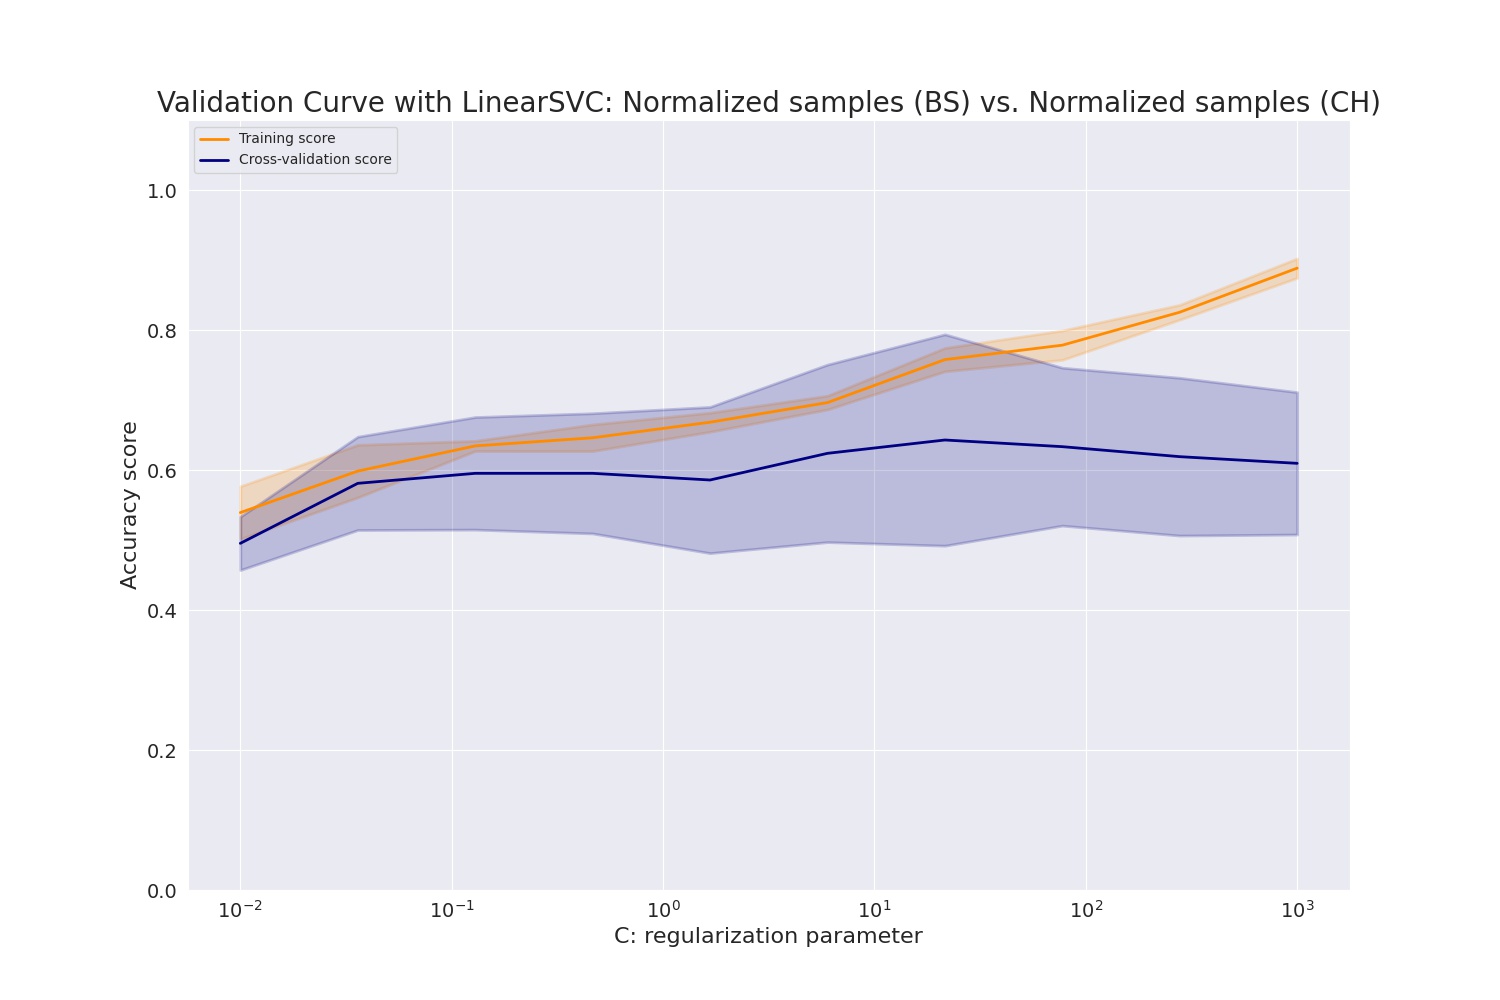 Validation Curve with LinearSVC: Normalized samples (BS) vs. Normalized samples (CH)
Training score
Cross-validation score
1.0
0.8
0.6
0.4
0.2
0.0
Accuracy score
10⁻² 10⁻¹ 10⁰ 10¹ 10² 10³
C: regularization parameter